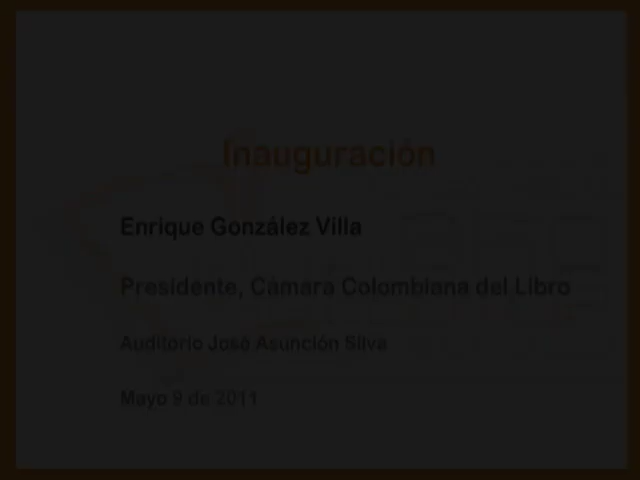 Inauguración
Enrique González Villa
Presidente, Cámara Colombiana del Libro
Auditorio José Asunción Silva
Mayo 9 de 2011